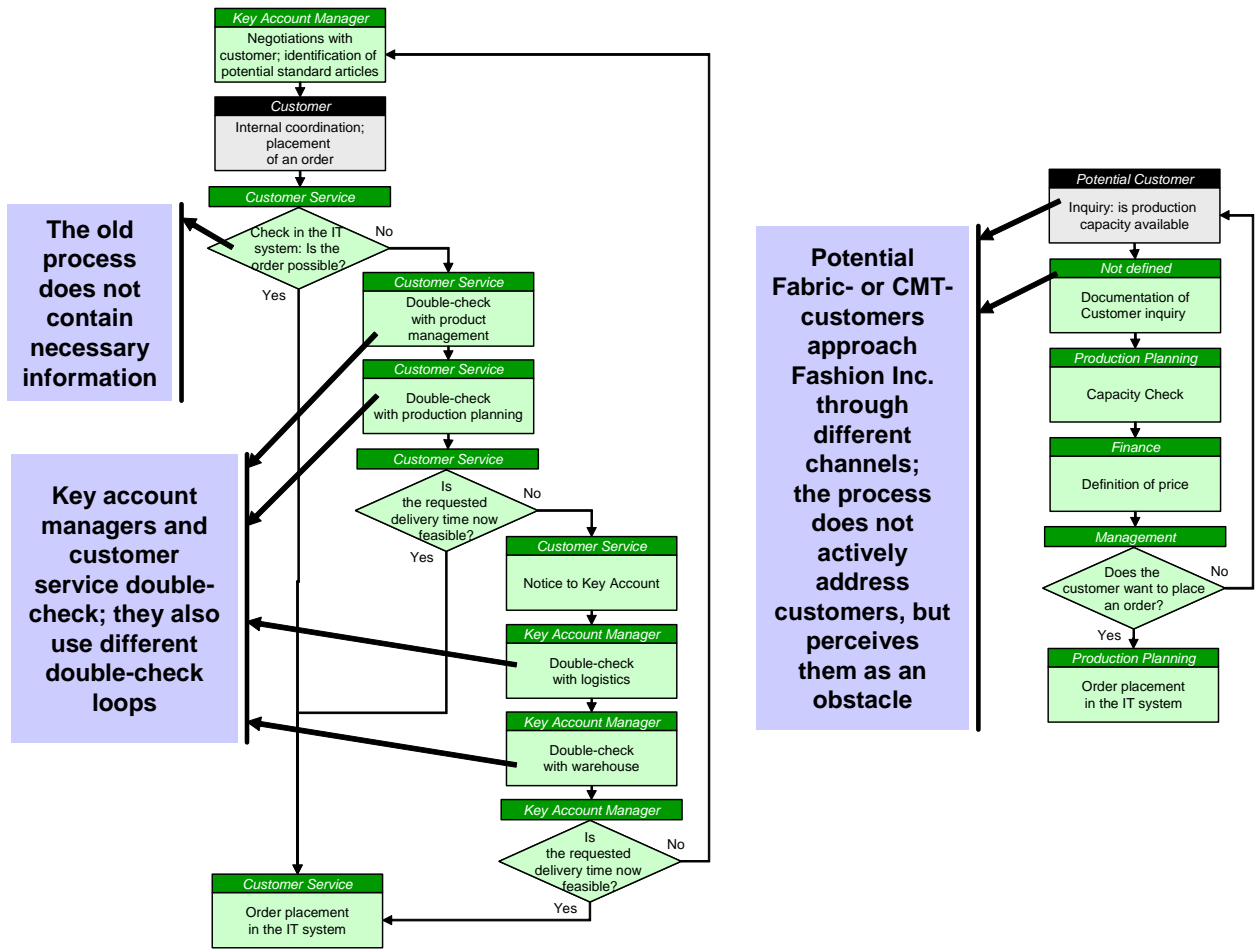 Key Account Manager
Negotiations with
customer; identification of
potential standard articles
Customer
Internal coordination;
placement
of an order
Customer Service
Check in the IT
system: Is the
order possible?
No
Yes
The old
process
does not
contain
necessary
information
Customer Service
Double-check
with product
management
Customer Service
Double-check
with production planning
Customer Service
Is
the requested
delivery time now
feasible?
No
Yes
Key account
managers and
customer
service double-
check; they also
use different
double-check
loops
Customer Service
Notice to Key Account
Key Account Manager
Double-check
with logistics
Key Account Manager
Double-check
with warehouse
Key Account Manager
Is
the requested
delivery time now
feasible?
No
Yes
Customer Service
Order placement
in the IT system
Potential
Fabric- or CMT-
customers
approach
Fashion Inc.
through
different
channels;
the process
does not
actively
address
customers, but
perceives
them as an
obstacle
Potential Customer
Inquiry: is production
capacity available
Not defined
Documentation of
Customer inquiry
Production Planning
Capacity Check
Finance
Definition of price
Management
Does the
customer want to place
an order?
No
Yes
Production Planning
Order placement
in the IT system